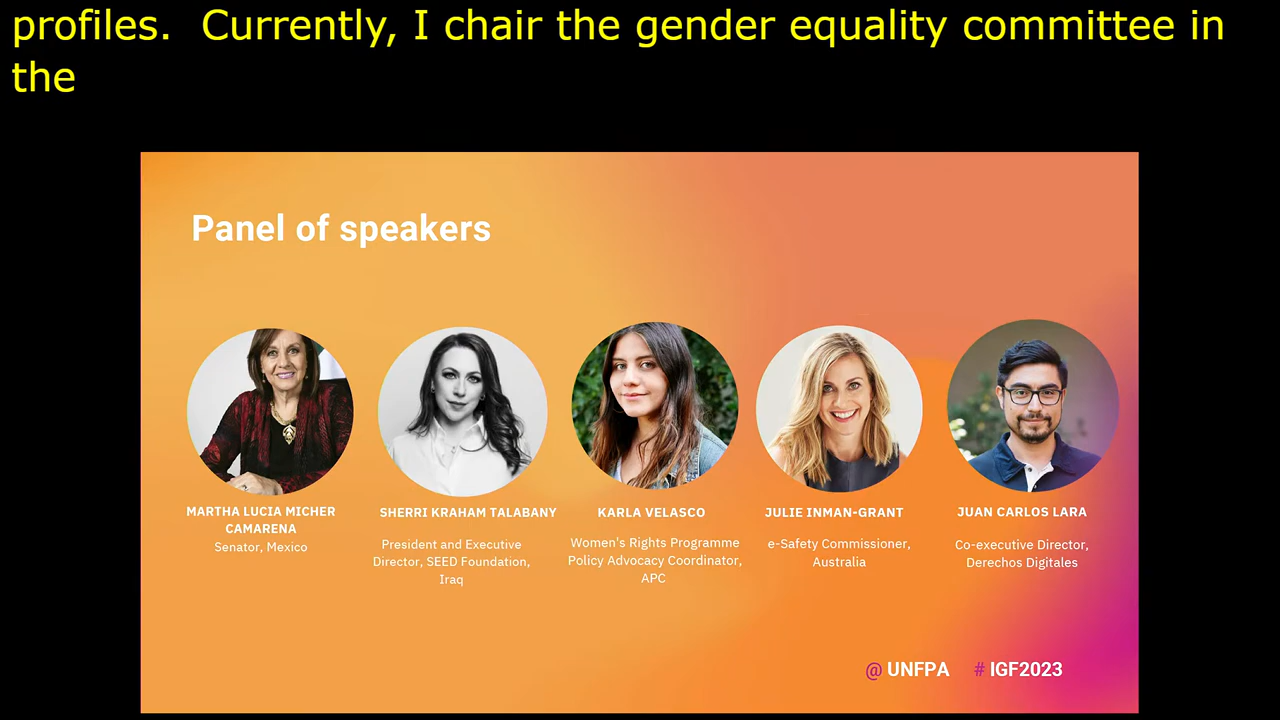 profiles.  Currently, I chair the gender equality committee in
the
Panel of speakers
MARTHA LUCIA MICHER
CAMARENA
Senator, Mexico
SHERRI KRAHAM TALABANY
President and Executive
Director, SEED Foundation,
Iraq
KARLA VELASCO
Women's Rights Programme
Policy Advocacy Coordinator,
APC
JULIE INMAN-GRANT
e-Safety Commissioner,
Australia
JUAN CARLOS LARA
Co-executive Director,
Derechos Digitales
@ UNFPA # IGF2023